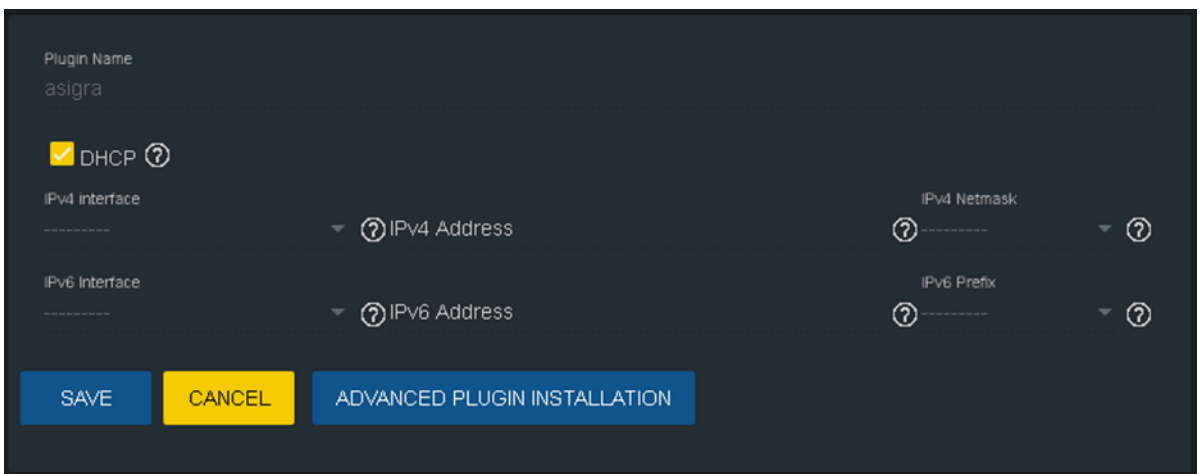 Plugin Name
asigra
DHCP ?
IPv4 interface IPv4 Netmask
--------- ? IPv4 Address ? --------- ?
IPv6 Interface IPv6 Prefix
--------- ? IPv6 Address ? --------- ?
SAVE CANCEL ADVANCED PLUGIN INSTALLATION